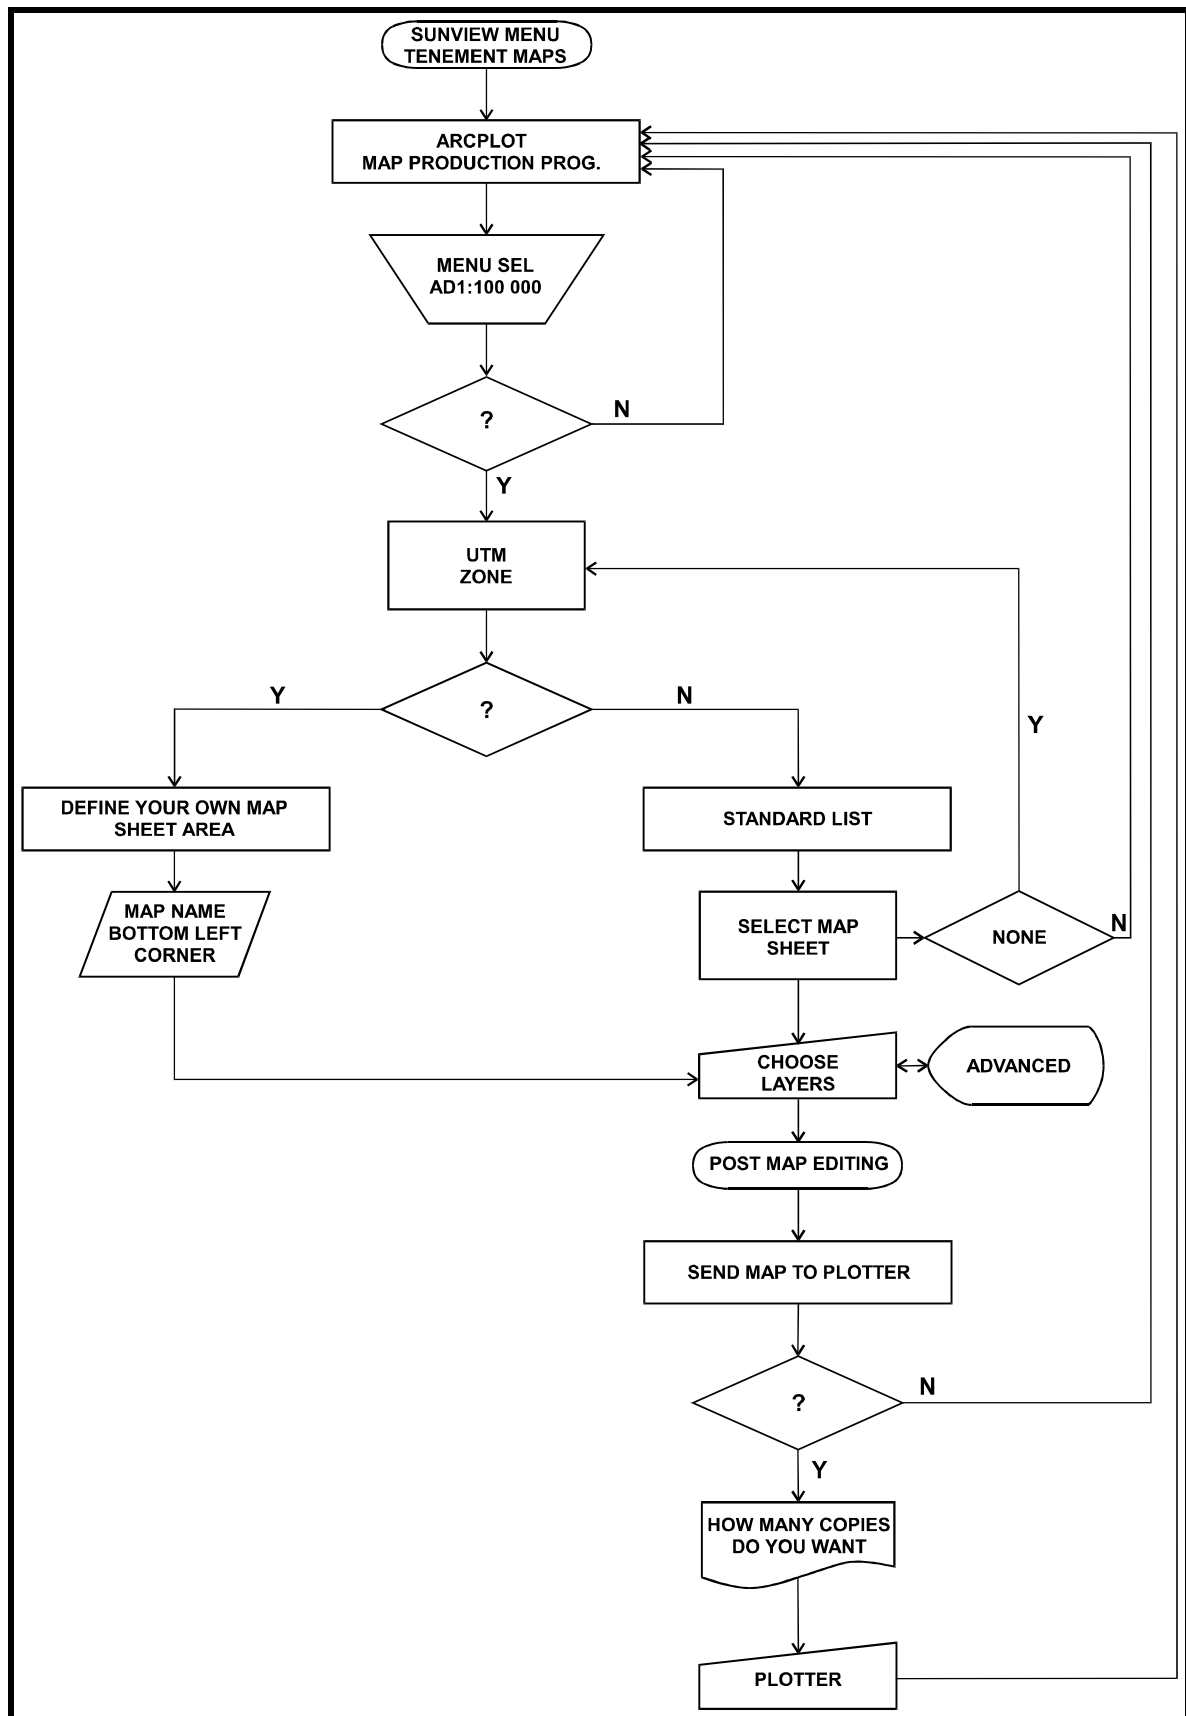 SUNVIEW MENU
TENEMENT MAPS
ARCPLOT
MAP PRODUCTION PROG.
MENU SEL
AD1:100 000
?
N
Y
UTM
ZONE
Y
?
N
Y
DEFINE YOUR OWN MAP
SHEET AREA
STANDARD LIST
MAP NAME
BOTTOM LEFT
CORNER
SELECT MAP
SHEET
NONE
N
CHOOSE
LAYERS
ADVANCED
POST MAP EDITING
SEND MAP TO PLOTTER
?
N
Y
HOW MANY COPIES
DO YOU WANT
PLOTTER